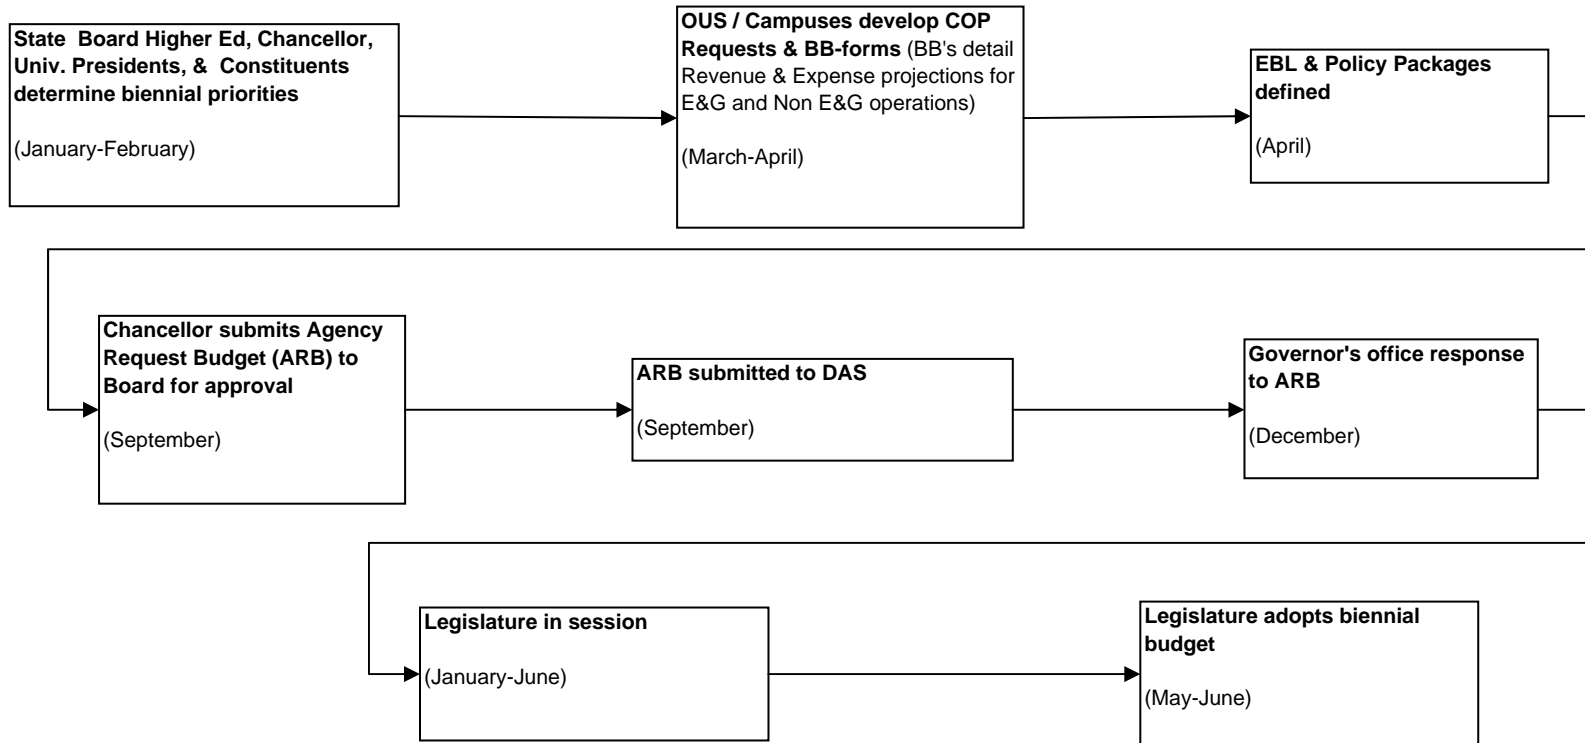 State Board Higher Ed, Chancellor,
Univ. Presidents, & Constituents
determine biennial priorities
(January-February)
OUS / Campuses develop COP
Requests & BB-forms (BB's detail
Revenue & Expense projections for
E&G and Non E&G operations)
(March-April)
EBL & Policy Packages
defined
(April)
Chancellor submits Agency
Request Budget (ARB) to
Board for approval
(September)
ARB submitted to DAS
(September)
Governor's office response
to ARB
(December)
Legislature in session
(January-June)
Legislature adopts biennial
budget
(May-June)